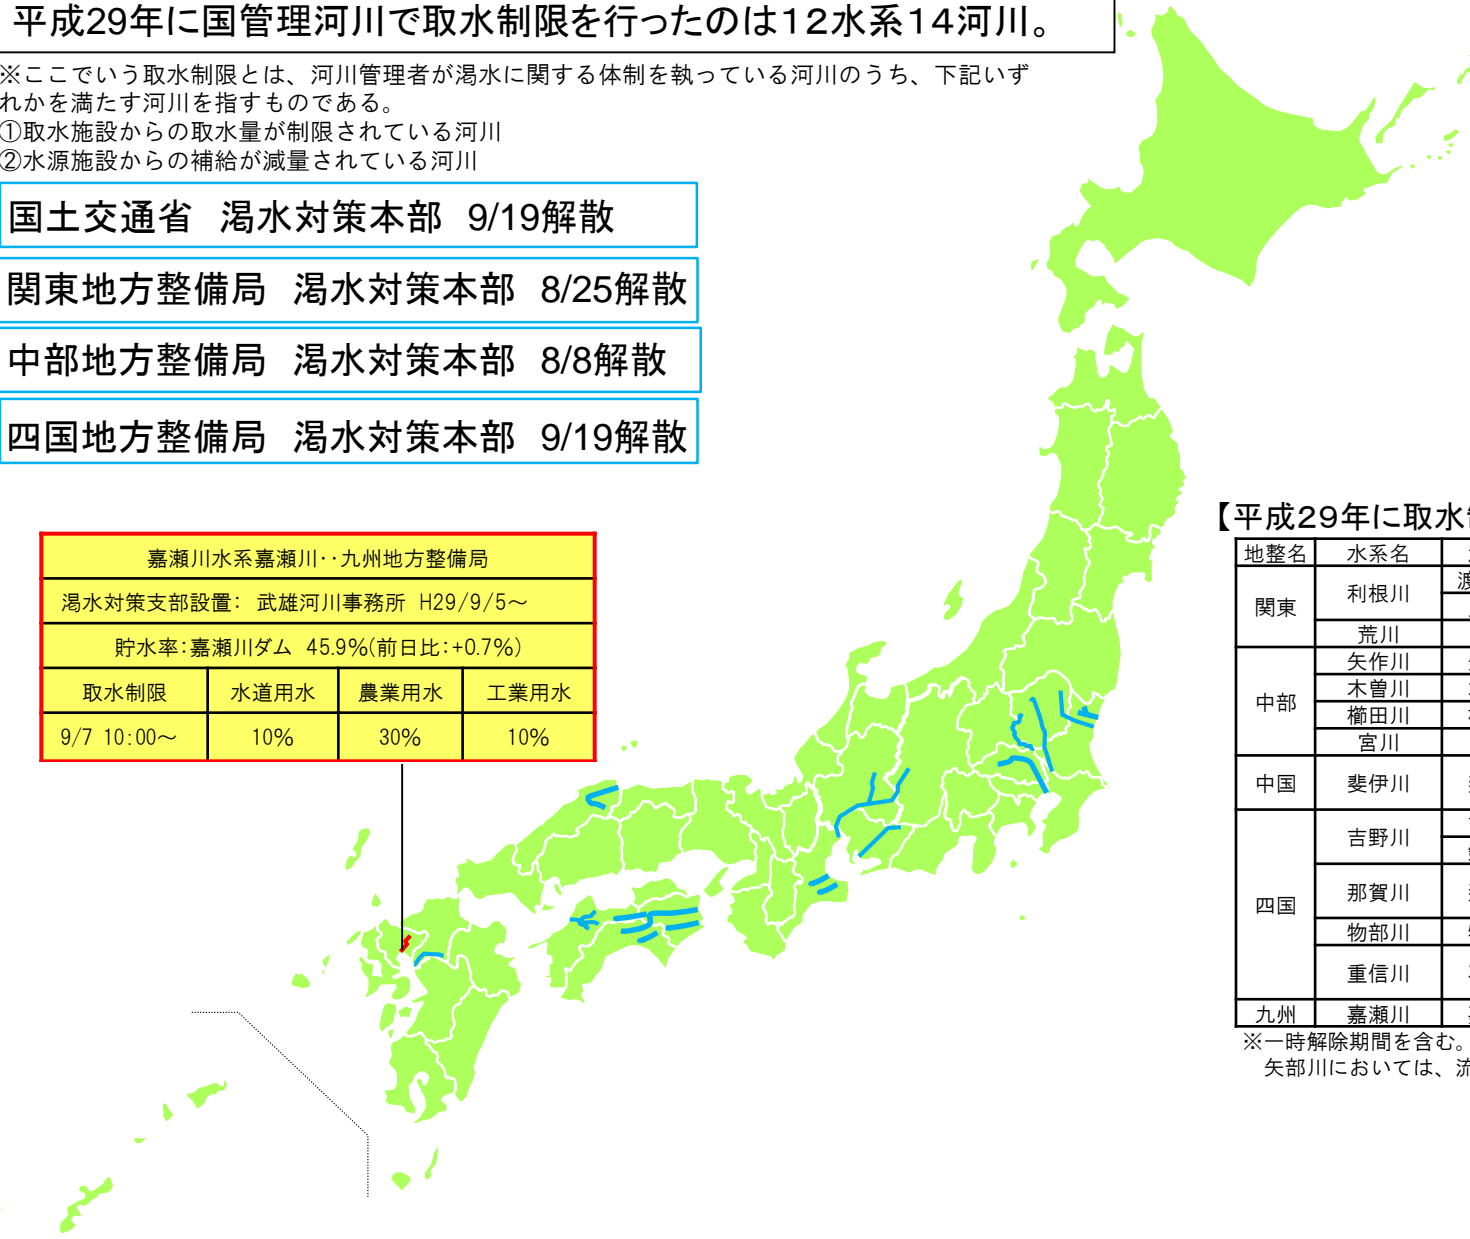 平成29年に国管理河川で取水制限を行ったのは12水系14河川。
※ここでいう取水制限とは、河川管理者が渇水に関する体制を執っている河川のうち、下記いず
れかを満たす河川を指すものである。
①取水施設からの取水量が制限されている河川
②水源施設からの補給が減量されている河川
国土交通省　渇水対策本部　9/19解散
関東地方整備局　渇水対策本部　8/25解散
中部地方整備局　渇水対策本部　8/8解散
四国地方整備局　渇水対策本部　9/19解散
嘉瀬川水系嘉瀬川‥九州地方整備局
渇水対策支部設置： 武雄河川事務所 H29/9/5～
貯水率：嘉瀬川ダム 45.9%(前日比：+0.7%)
取水制限 水道用水 農業用水 工業用水
9/7 10:00～ 10% 30% 10%
【平成29年に取水
地整名 水系名
関東 利根川 渡
荒川
中部 矢作川
木曽川
櫛田川
宮川
中国 斐伊川
四国 吉野川
那賀川
物部川
重信川
九州 嘉瀬川
※一時解除期間を含む。
矢部川においては、流